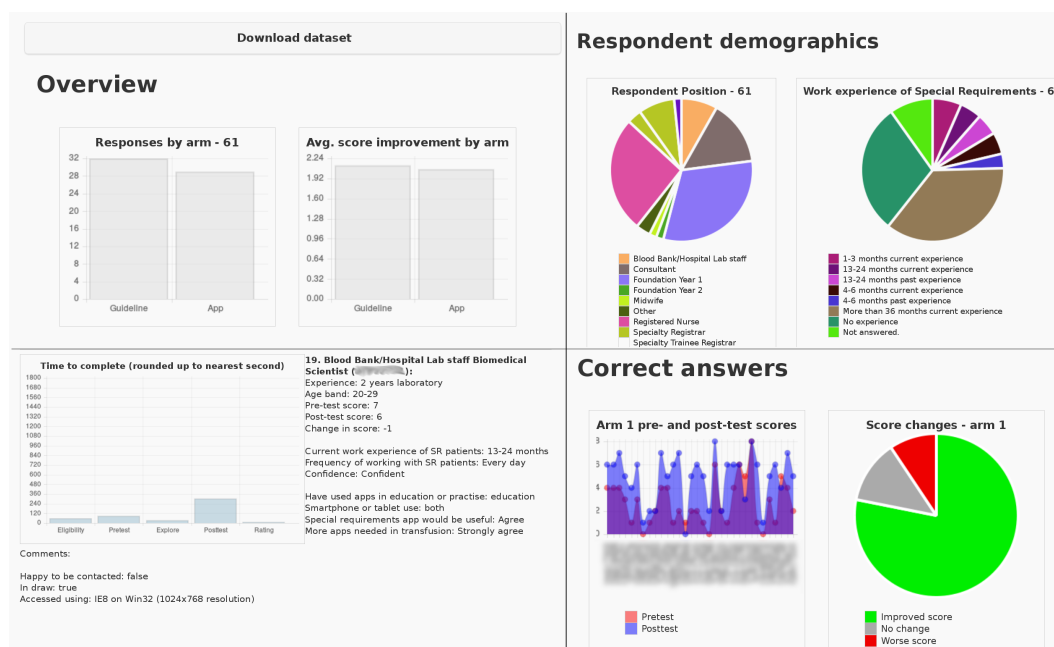 Download dataset
Overview
Responses by arm - 61
32
28
24
20
16
12
8
4
0
Guideline
App
Avg. score improvement by arm
2.24
1.92
1.60
1.28
0.96
0.64
0.32
0.00
Guideline
App
Respondent demographics
Respondent Position - 61
Blood Bank/Hospital Lab staff
Consultant
Foundation Year 1
Foundation Year 2
Midwife
Other
Registered Nurse
Specialty Registrar
Specialty Trainee Registrar
Work experience of Special Requirements - 6
1-3 months current experience
13-24 months current experience
13-24 months past experience
4-6 months current experience
4-6 months past experience
More than 36 months current experience
No experience
Not answered.
Time to complete (rounded up to nearest second)
1800
1680
1560
1440
1320
1200
1080
960
840
720
600
480
360
240
120
0
Eligibility
Pretest
Explore
Posttest
Rating
19. Blood Bank/Hospital Lab staff Biomedical
Scientist ( ):
Experience: 2 years laboratory
Age band: 20-29
Pre-test score: 7
Post-test score: 6
Change in score: -1
Current work experience of SR patients: 13-24 months
Frequency of working with SR patients: Every day
Confidence: Confident
Have used apps in education or practise: education
Smartphone or tablet use: both
Special requirements app would be useful: Agree
More apps needed in transfusion: Strongly agree
Comments:
Happy to be contacted: false
In draw: true
Accessed using: IE8 on Win32 (1024x768 resolution)
Correct answers
Arm 1 pre- and post-test scores
8
6
4
2
0
Pretest
Posttest
Score changes - arm 1
Improved score
No change
Worse score